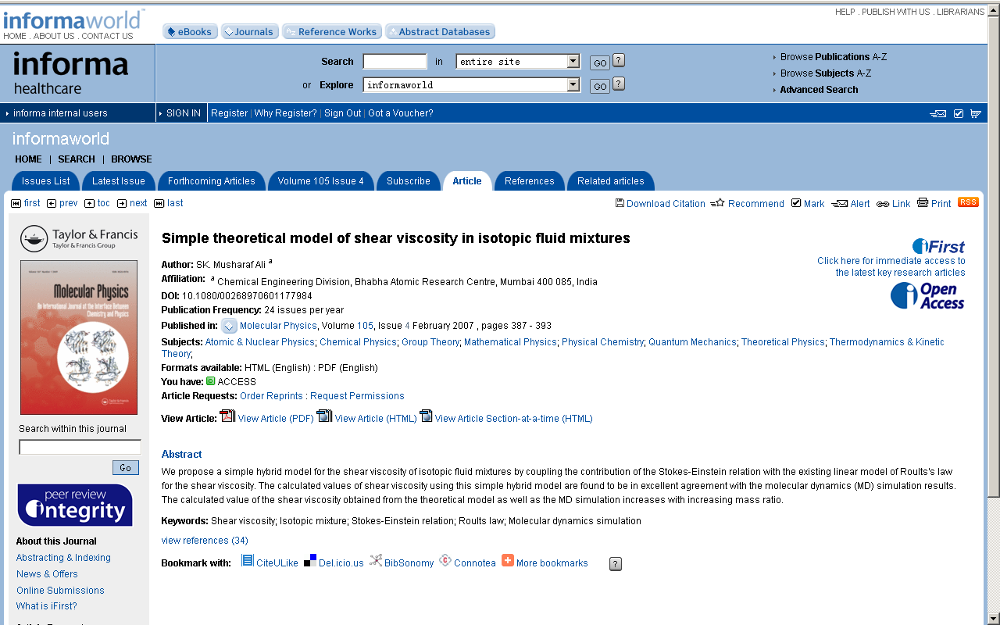 informaworld™
HELP . PUBLISH WITH US . LIBRARIANS
HOME . ABOUT US . CONTACT US
eBooks Journals Reference Works Abstract Databases
informa
healthcare
Search in entire site GO ?
or Explore informaworld GO ?
Browse Publications A-Z
Browse Subjects A-Z
Advanced Search
informa internal users SIGN IN Register | Why Register? | Sign Out | Got a Voucher?
informaworld
HOME | SEARCH | BROWSE
Issues List Latest Issue Forthcoming Articles Volume 105 Issue 4 Subscribe Article References Related articles
first prev toc next last Download Citation Recommend Mark Alert Link Print RSS
Taylor & Francis
Taylor & Francis Group
Molecular Physics
An International Journal at the Interface Between
Chemistry and Physics
Search within this journal
Go
peer review
integrity
About this Journal
Abstracting & Indexing
News & Offers
Online Submissions
What is iFirst?
Simple theoretical model of shear viscosity in isotopic fluid mixtures
iFirst
Click here for immediate access to
the latest key research articles
Open
Access
Author: SK. Musharaf Ali a
Affiliation: a Chemical Engineering Division, Bhabha Atomic Research Centre, Mumbai 400 085, India
DOI: 10.1080/00268970601177984
Publication Frequency: 24 issues per year
Published in: Molecular Physics, Volume 105, Issue 4 February 2007 , pages 387 - 393
Subjects: Atomic & Nuclear Physics; Chemical Physics; Group Theory; Mathematical Physics; Physical Chemistry; Quantum Mechanics; Theoretical Physics; Thermodynamics & Kinetic
Theory;
Formats available: HTML (English) : PDF (English)
You have: ACCESS
Article Requests: Order Reprints : Request Permissions
View Article: View Article (PDF) View Article (HTML) View Article Section-at-a-time (HTML)
Abstract
We propose a simple hybrid model for the shear viscosity of isotopic fluid mixtures by coupling the contribution of the Stokes-Einstein relation with the existing linear model of Roults's law
for the shear viscosity. The calculated values of shear viscosity using this simple hybrid model are found to be in excellent agreement with the molecular dynamics (MD) simulation results.
The calculated value of the shear viscosity obtained from the theoretical model as well as the MD simulation increases with increasing mass ratio.
Keywords: Shear viscosity; Isotopic mixture; Stokes-Einstein relation; Roults law; Molecular dynamics simulation
view references (34)
Bookmark with: CiteULike Del.icio.us BibSonomy Connotea More bookmarks ?